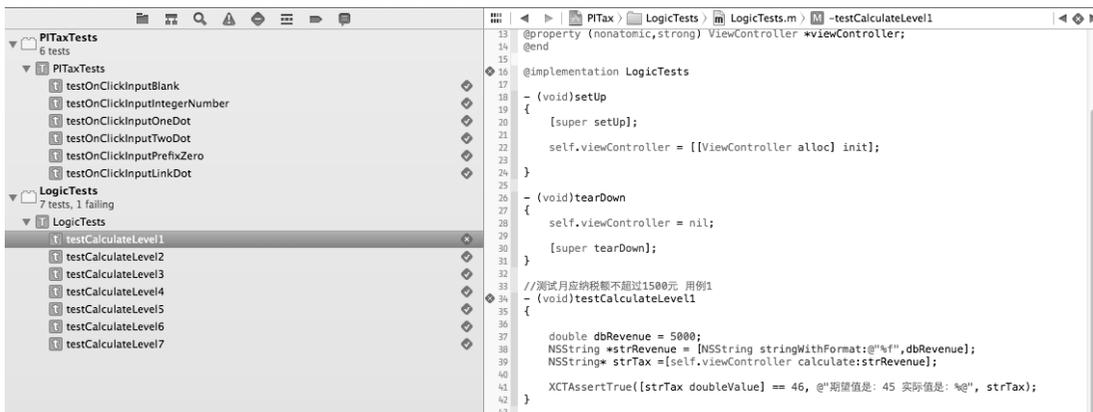 PITaxTests
6 tests
PITaxTests
testOnClickInputBlank
testOnClickInputIntegerNumber
testOnClickInputOneDot
testOnClickInputTwoDot
testOnClickInputPrefixZero
testOnClickInputLinkDot
LogicTests
7 tests, 1 failing
LogicTests
testCalculateLevel1
testCalculateLevel2
testCalculateLevel3
testCalculateLevel4
testCalculateLevel5
testCalculateLevel6
testCalculateLevel7
PITax 〉 LogicTests 〉 m LogicTests.m 〉 M -testCalculateLevel1
13 @property (nonatomic,strong) ViewController *viewController;
14 @end
15
16 @implementation LogicTests
17
18 - (void)setUp
19 {
20 [super setUp];
21
22 self.viewController = [[ViewController alloc] init];
23
24 }
25
26 - (void)tearDown
27 {
28 self.viewController = nil;
29
30 [super tearDown];
31 }
32
33 //测试月应纳税额不超过1500元 用例1
34 - (void)testCalculateLevel1
35 {
36
37 double dbRevenue = 5000;
38 NSString *strRevenue = [NSString stringWithFormat:@"%f",dbRevenue];
39 NSString* strTax =[self.viewController calculate:strRevenue];
40
41 XCTAssertTrue([strTax doubleValue] == 46, @"期望值是：45 实际值是：%@", strTax);
42 }